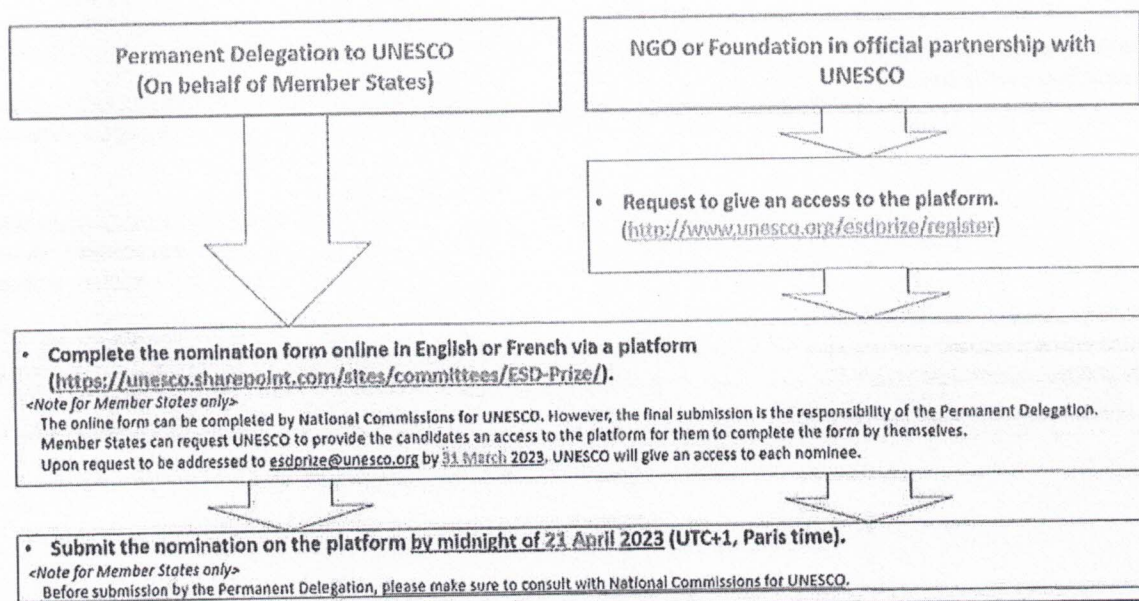 Permanent Delegation to UNESCO
(On behalf of Member States)
NGO or Foundation in official partnership with
UNESCO
• Request to give an access to the platform.
(http://www.unesco.org/esdprize/register)
• Complete the nomination form online in English or French via a platform
(https://unesco.sharepoint.com/sites/committees/ESD-Prize/).
<Note for Member States only>
The online form can be completed by National Commissions for UNESCO. However, the final submission is the responsibility of the Permanent Delegation.
Member States can request UNESCO to provide the candidates an access to the platform for them to complete the form by themselves.
Upon request to be addressed to esdprize@unesco.org by 31 March 2023, UNESCO will give an access to each nominee.
• Submit the nomination on the platform by midnight of 21 April 2023 (UTC+1, Paris time).
<Note for Member States only>
Before submission by the Permanent Delegation, please make sure to consult with National Commissions for UNESCO.